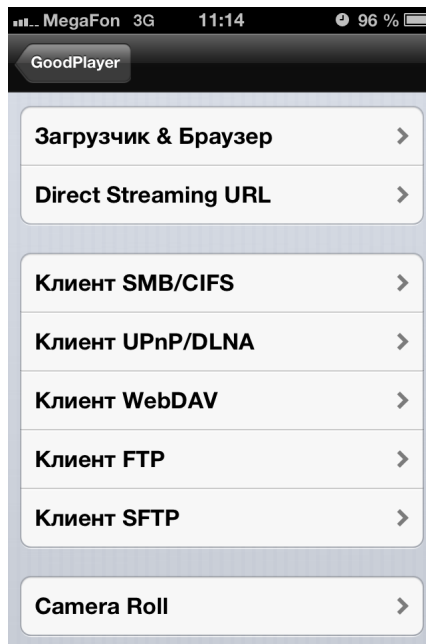 MegaFon 3G 11:14 96 %
GoodPlayer
Загрузчик & Браузер
Direct Streaming URL
Клиент SMB/CIFS
Клиент UPnP/DLNA
Клиент WebDAV
Клиент FTP
Клиент SFTP
Camera Roll